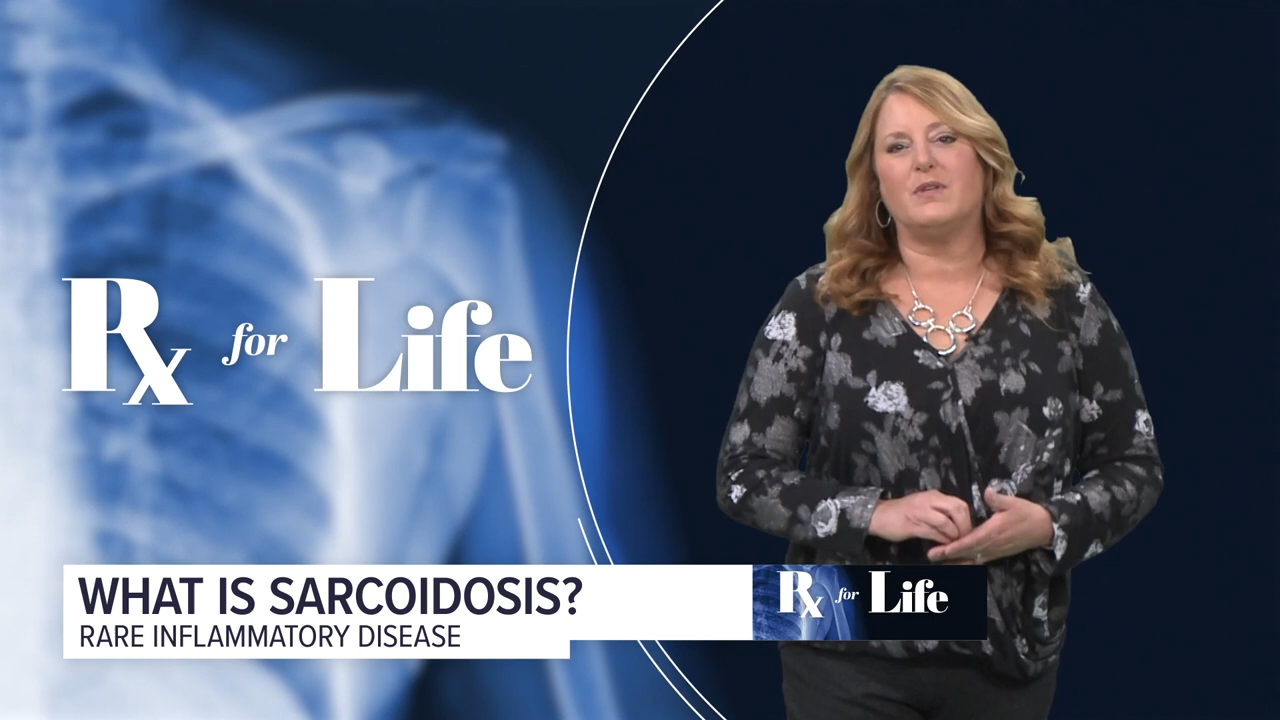 Rx for Life
WHAT IS SARCOIDOSIS?
RARE INFLAMMATORY DISEASE
Rx for Life